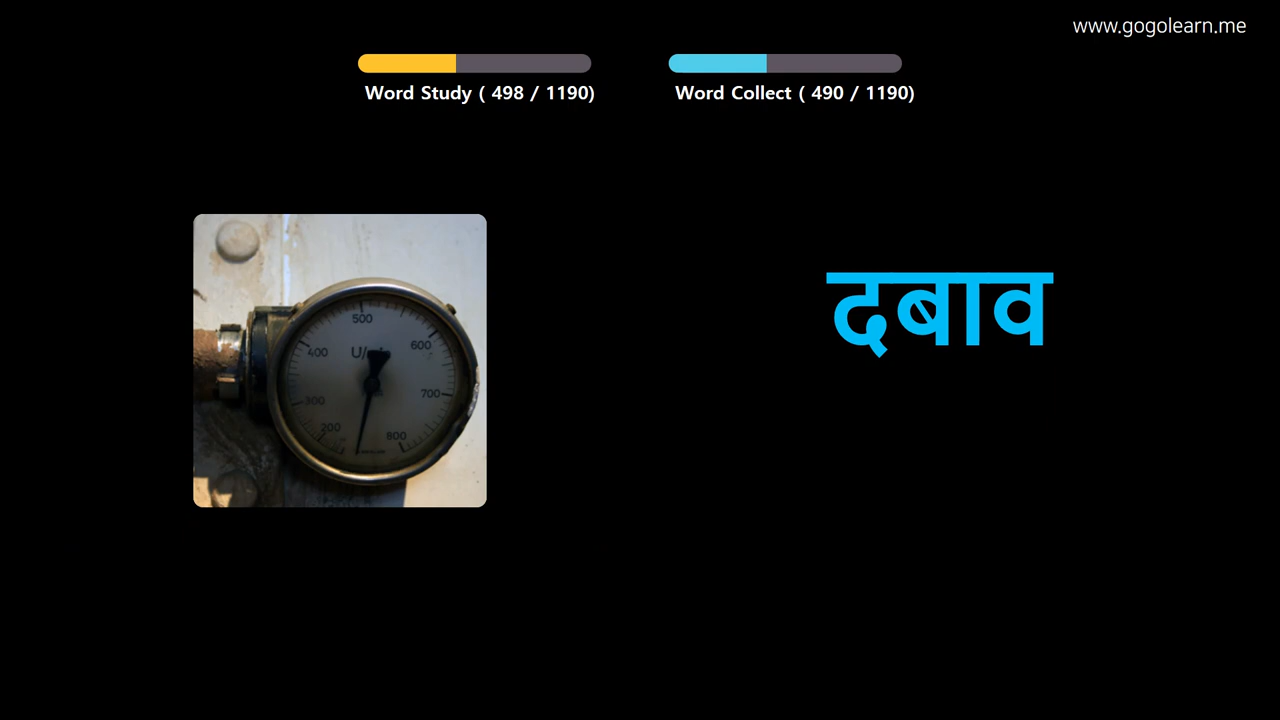 www.gogolearn.me
Word Study ( 498 / 1190)
Word Collect ( 490 / 1190)
दबाव
500
400
600
300
700
200
800